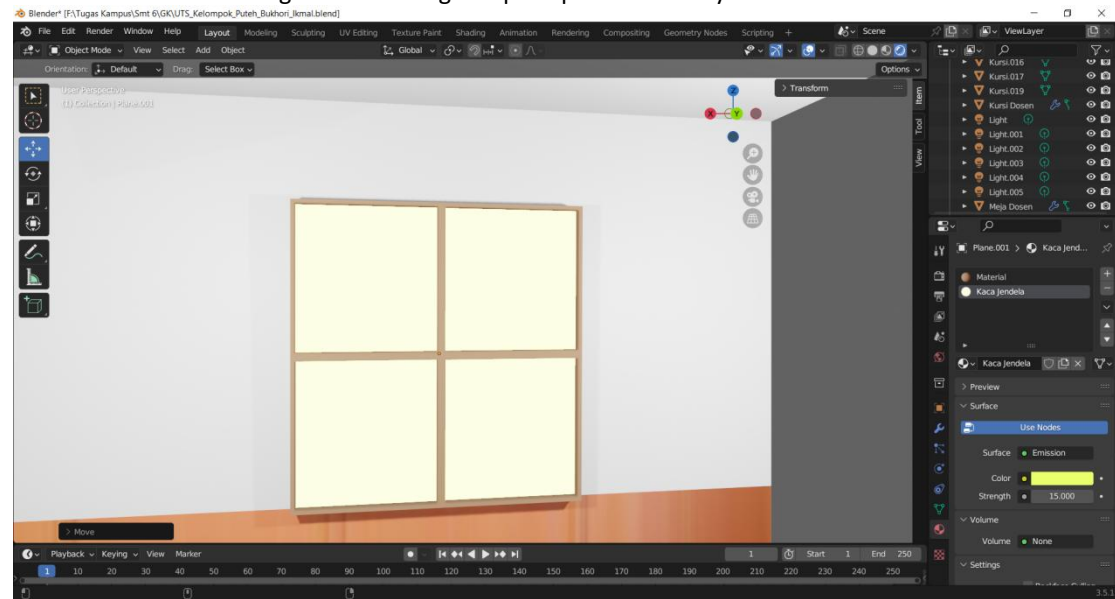 Blender* [F:\Tugas Kampus\Smt 6\GK\UTS_Kelompok_Puteh_Bukhori_Ikmal.blend]
File Edit Render Window Help Layout Modeling Sculpting UV Editing Texture Paint Shading Animation Rendering Compositing Geometry Nodes Scripting + Scene ViewLayer
Object Mode View Select Add Object Global
Orientation: Default Drag: Select Box Options
User Perspective
(1) Collection | Plane.001
Transform
Item
Tool
View
X
Y
Z
Kursi.016
Kursi.017
Kursi.019
Kursi Dosen
Light
Light.001
Light.002
Light.003
Light.004
Light.005
Meja Dosen
Plane.001 > Kaca Jend...
Material
Kaca Jendela
Kaca Jendela
Preview
Surface
Use Nodes
Surface Emission
Color
Strength 15.000
Volume
Volume None
Settings
Move
Playback Keying View Marker 1 Start 1 End 250
1 10 20 30 40 50 60 70 80 90 100 110 120 130 140 150 160 170 180 190 200 210 220 230 240 250
3.5.1